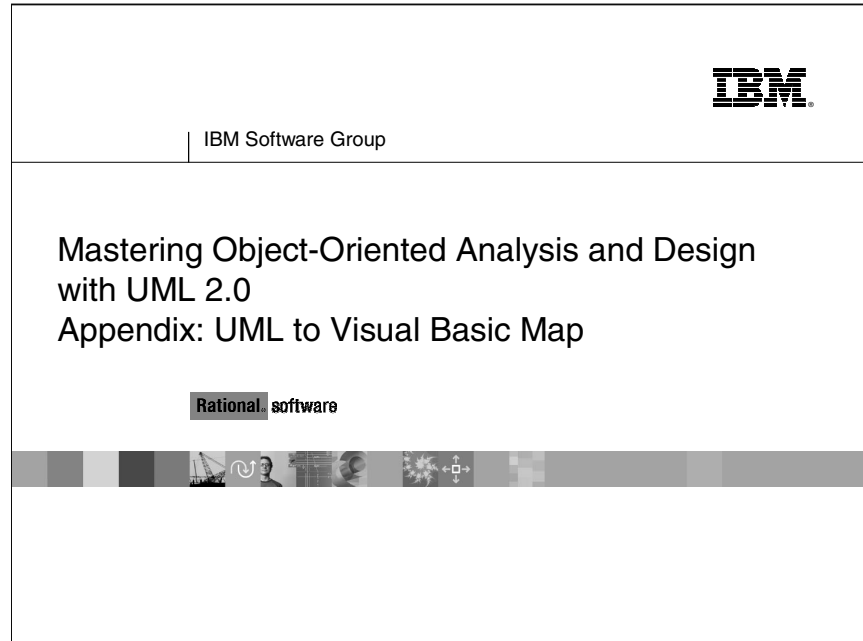 IBM®
IBM Software Group
Mastering Object-Oriented Analysis and Design
with UML 2.0
Appendix: UML to Visual Basic Map
Rational® software